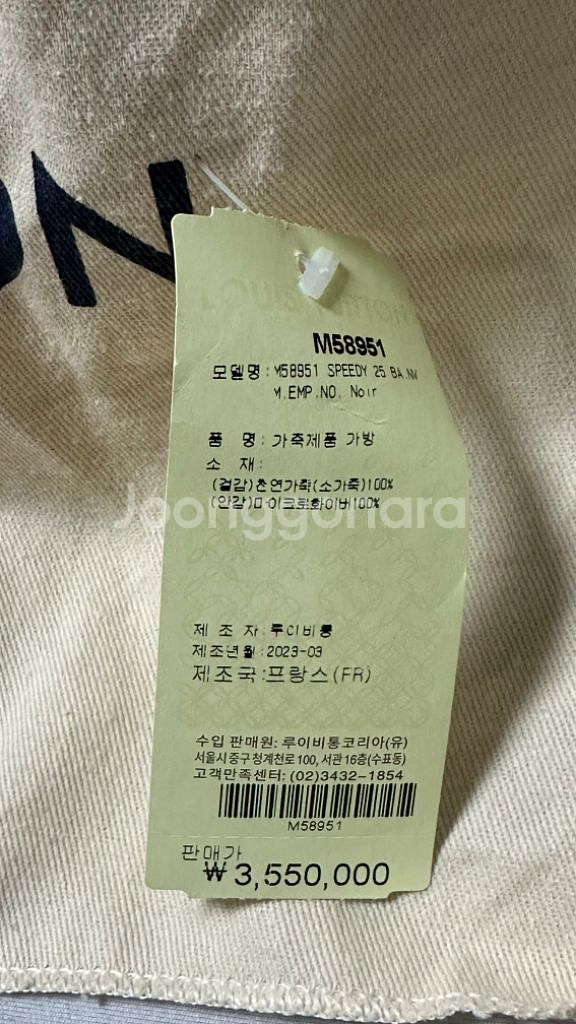 ON
LOUIS VUITTON
M58951
모델명 : M58951 SPEEDY 25 BA.NV
M.EMP.NO. Noir
품 명 : 가죽제품 가방
소 재 :
(겉감)천연가죽(소가죽)100%
(안감)마이크로화이버100%
Joonggonara
제 조 자 : 루이비통
제조년월 : 2023-03
제조국 : 프랑스(FR)
수입 판매원: 루이비통코리아(유)
서울시 중구 청계천로 100, 서관 16층(수표동)
고객만족센터: (02)3432-1854
M58951
판매가
₩ 3,550,000